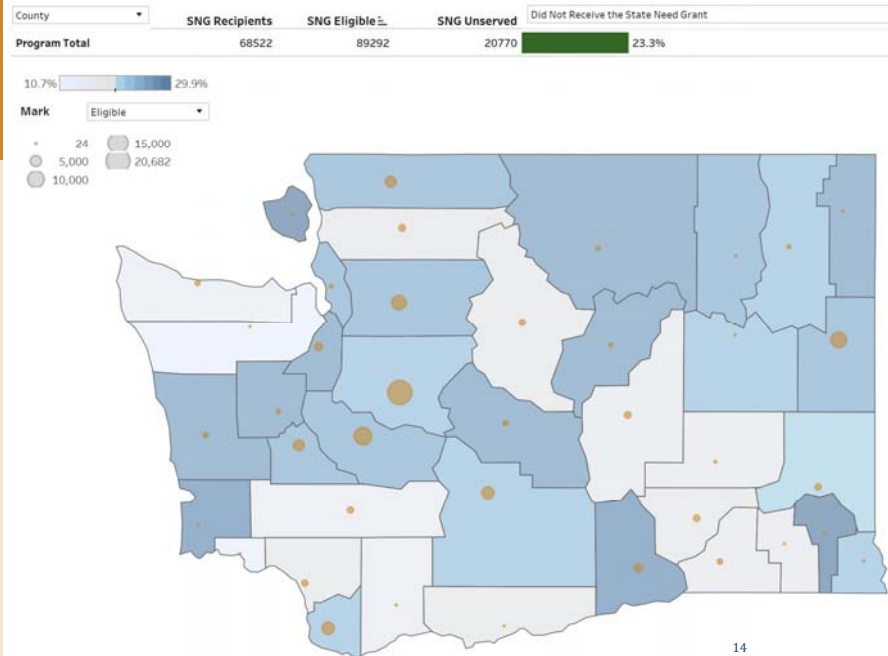 County
SNG Recipients SNG Eligible SNG Unserved Did Not Receive the State Need Grant
Program Total 68522 89292 20770 23.3%
10.7% 29.9%
Mark Eligible
24 15,000
5,000 20,682
10,000
14